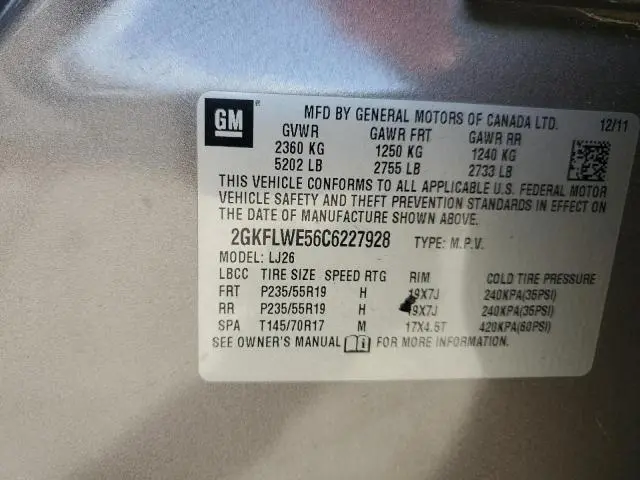 GM ®
MFD BY GENERAL MOTORS OF CANADA LTD. 12/11
GVWR GAWR FRT GAWR RR
2360 KG 1250 KG 1240 KG
5202 LB 2755 LB 2733 LB
THIS VEHICLE CONFORMS TO ALL APPLICABLE U.S. FEDERAL MOTOR
VEHICLE SAFETY AND THEFT PREVENTION STANDARDS IN EFFECT ON
THE DATE OF MANUFACTURE SHOWN ABOVE.
2GKFLWE56C6227928 TYPE: M.P.V.
MODEL: LJ26
LBCC TIRE SIZE SPEED RTG RIM COLD TIRE PRESSURE
FRT P235/55R19 H 19X7J 240KPA(35PSI)
RR P235/55R19 H 19X7J 240KPA(35PSI)
SPA T145/70R17 M 17X4.5T 420KPA(60PSI)
SEE OWNER'S MANUAL FOR MORE INFORMATION.